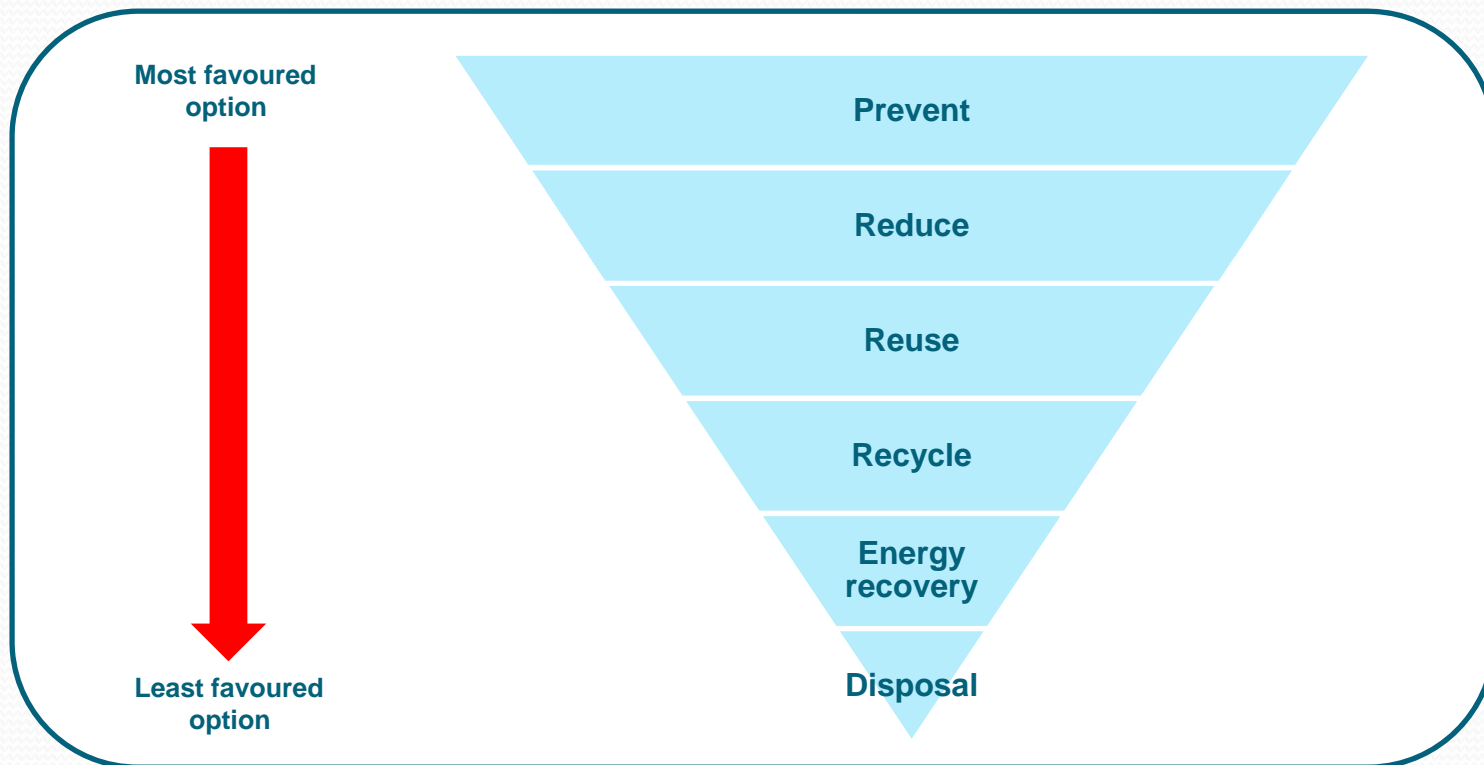 Most favoured
option
Prevent
Reduce
Reuse
Recycle
Energy
recovery
Disposal
Least favoured
option